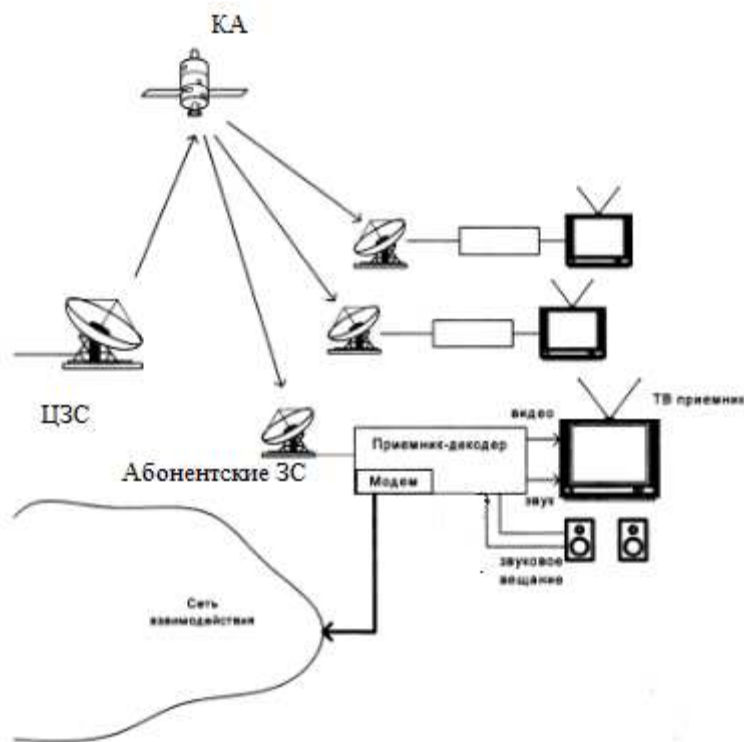 КА
ЦЗС
ТВ приемник
видео
Приемник-декодер
Абонентские ЗС
Модем
звук
звуковое
вещание
Сеть
взаимодействия